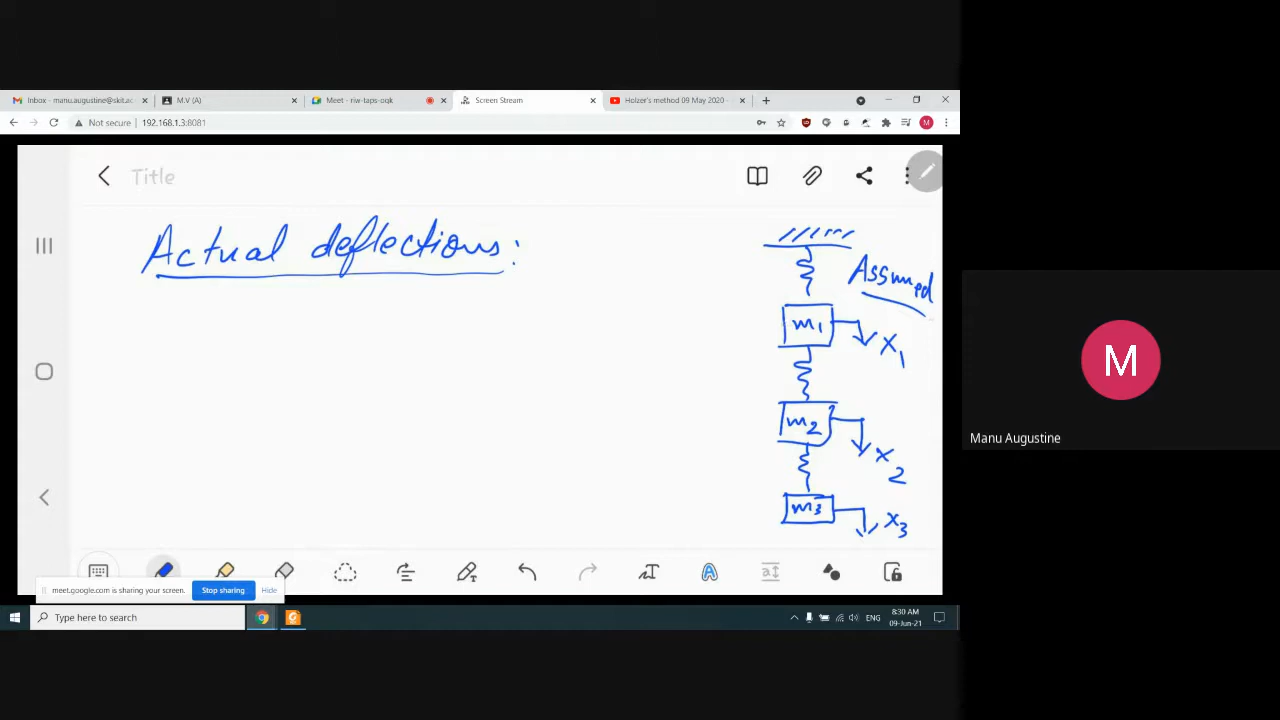 Inbox - manu.augustine@skit.ac
M.V (A)
Meet - riw-taps-oqk
Screen Stream
Holzer's method 09 May 2020 -
Not secure
192.168.1.3:8081
Title
Actual deflections:
Assumed
m1
x1
m2
x2
m3
x3
Manu Augustine
M
meet.google.com is sharing your screen.
Stop sharing
Hide
Type here to search
ENG
8:30 AM
09-Jun-21